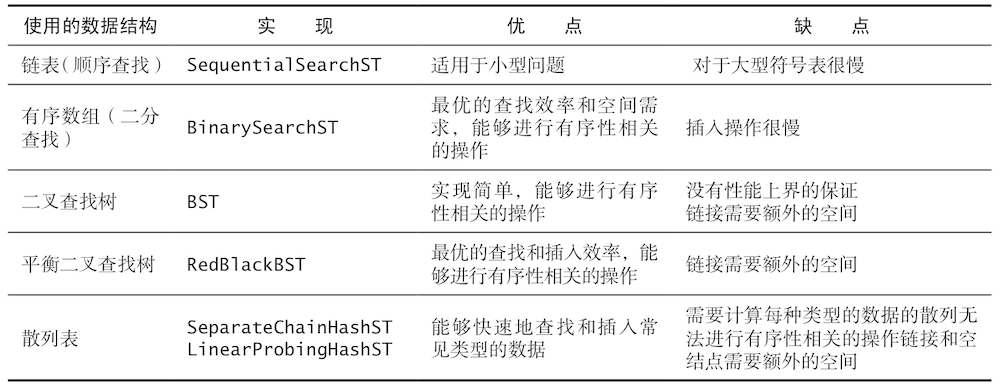 使用的数据结构 实 现 优 点 缺 点
链表(顺序查找) SequentialSearchST 适用于小型问题 对于大型符号表很慢
有序数组(二分
查找)
BinarySearchST
最优的查找效率和空间需
求,能够进行有序性相关
的操作
插入操作很慢
二叉查找树
BST
实现简单,能够进行有序
性相关的操作
没有性能上界的保证
链接需要额外的空间
平衡二叉查找树
RedBlackBST
最优的查找和插入效率,能
够进行有序性相关的操作
链接需要额外的空间
散列表
SeparateChainHashST
LinearProbingHashST
能够快速地查找和插入常
见类型的数据
需要计算每种类型的数据的散列无
法进行有序性相关的操作链接和空
结点需要额外的空间